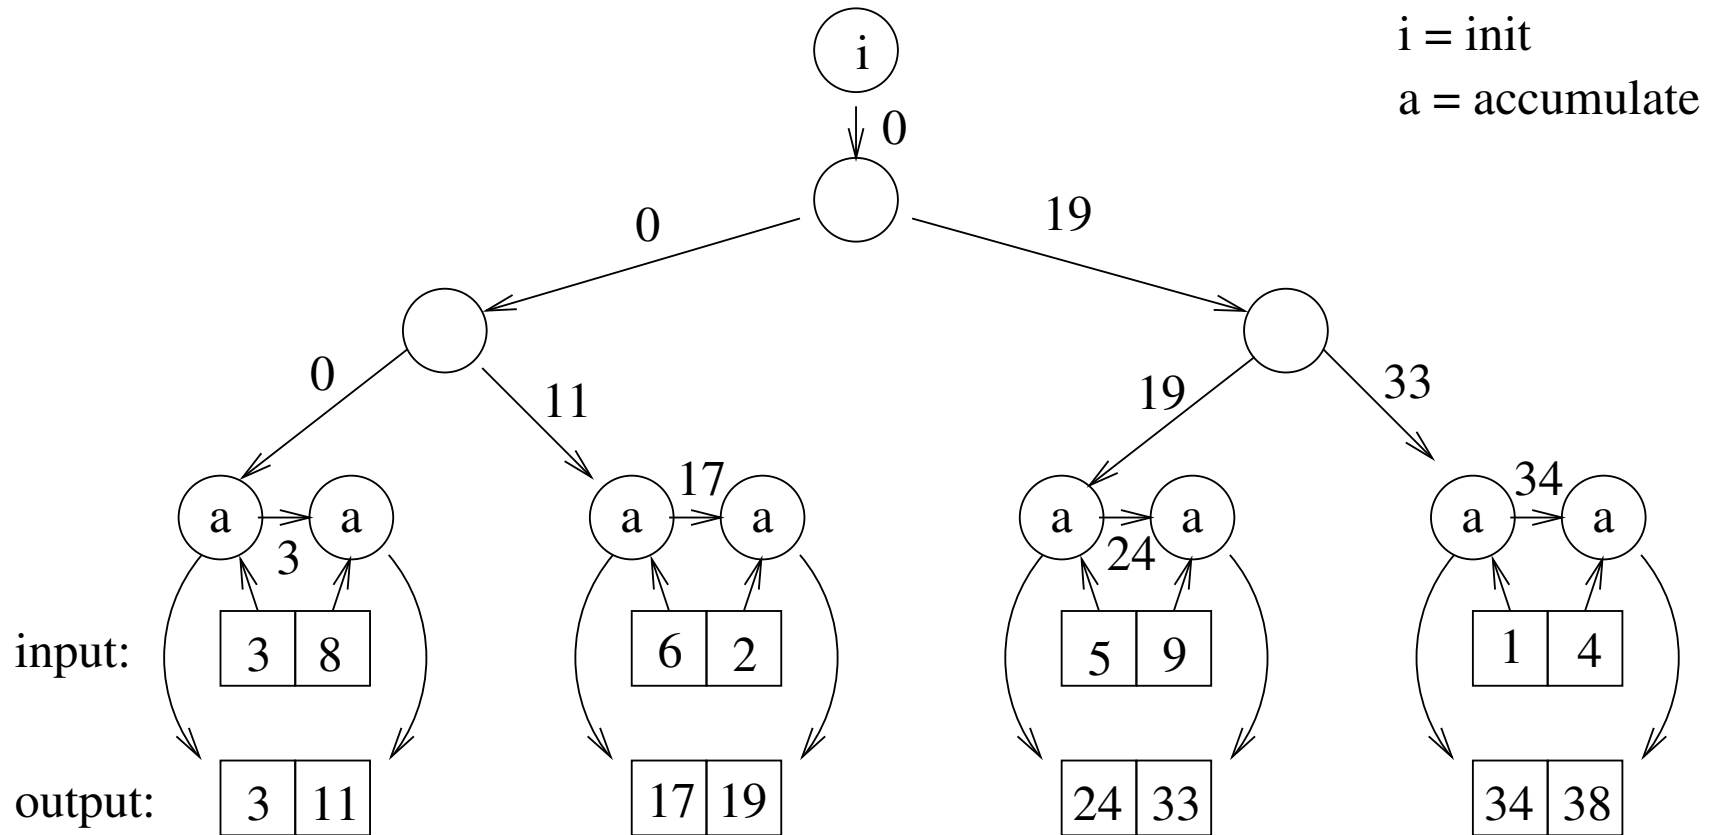 i
i = init
a = accumulate
0
0
19
0
11
19
33
a
3
a
a
17
a
a
24
a
a
34
a
input:
3 8
6 2
5 9
1 4
output:
3 11
17 19
24 33
34 38